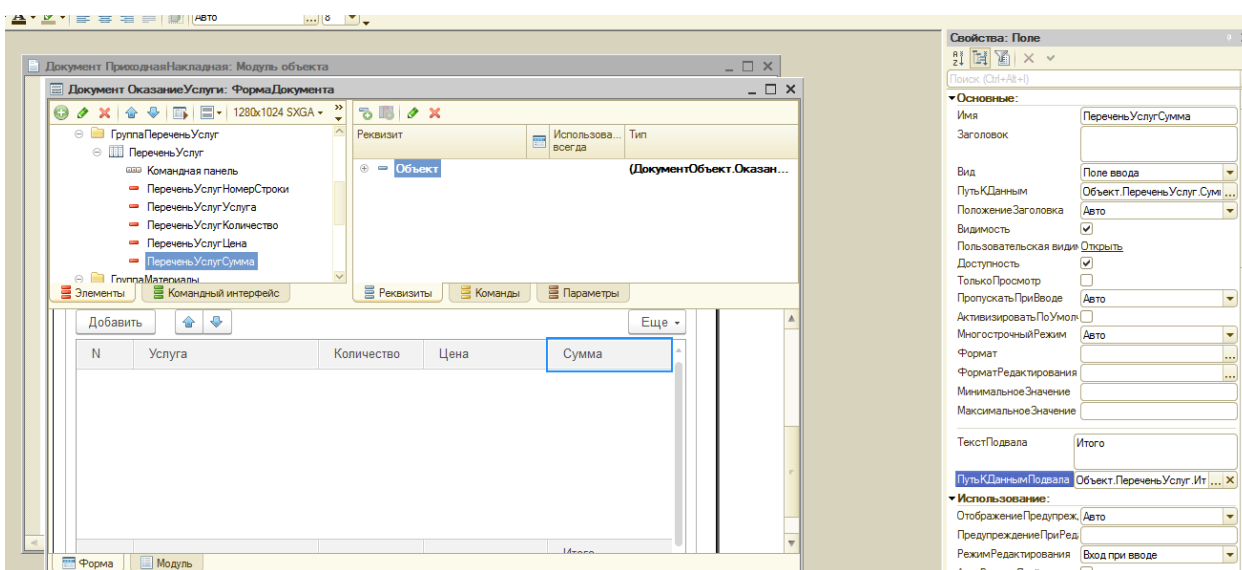 Авто ... 8
Документ ПриходнаяНакладная: Модуль объекта
Документ ОказаниеУслуги: ФормаДокумента
1280x1024 SXGA
ГруппаПереченьУслуг
ПереченьУслуг
Командная панель
ПереченьУслугНомерСтроки
ПереченьУслугУслуга
ПереченьУслугКоличество
ПереченьУслугЦена
ПереченьУслугСумма
ГруппаМатериалы
Элементы Командный интерфейс
Реквизит Использова... всегда Тип
Объект (ДокументОбъект.Оказан...
Реквизиты Команды Параметры
Добавить Еще
N Услуга Количество Цена Сумма
Итого
Форма Модуль
Свойства: Поле
Поиск (Ctrl+Alt+I)
Основные:
Имя ПереченьУслугСумма
Заголовок
Вид Поле ввода
ПутьКДанным Объект.ПереченьУслуг.Сумм ...
ПоложениеЗаголовка Авто
Видимость
Пользовательская види Открыть
Доступность
ТолькоПросмотр
ПропускатьПриВводе Авто
АктивизироватьПоУмол
МногострочныйРежим Авто
Формат ...
ФорматРедактирования ...
МинимальноеЗначение
МаксимальноеЗначение
ТекстПодвала Итого
ПутьКДаннымПодвала Объект.ПереченьУслуг.Ит ...
Использование:
ОтображениеПредупреж Авто
ПредупреждениеПриРед
РежимРедактирования Вход при вводе